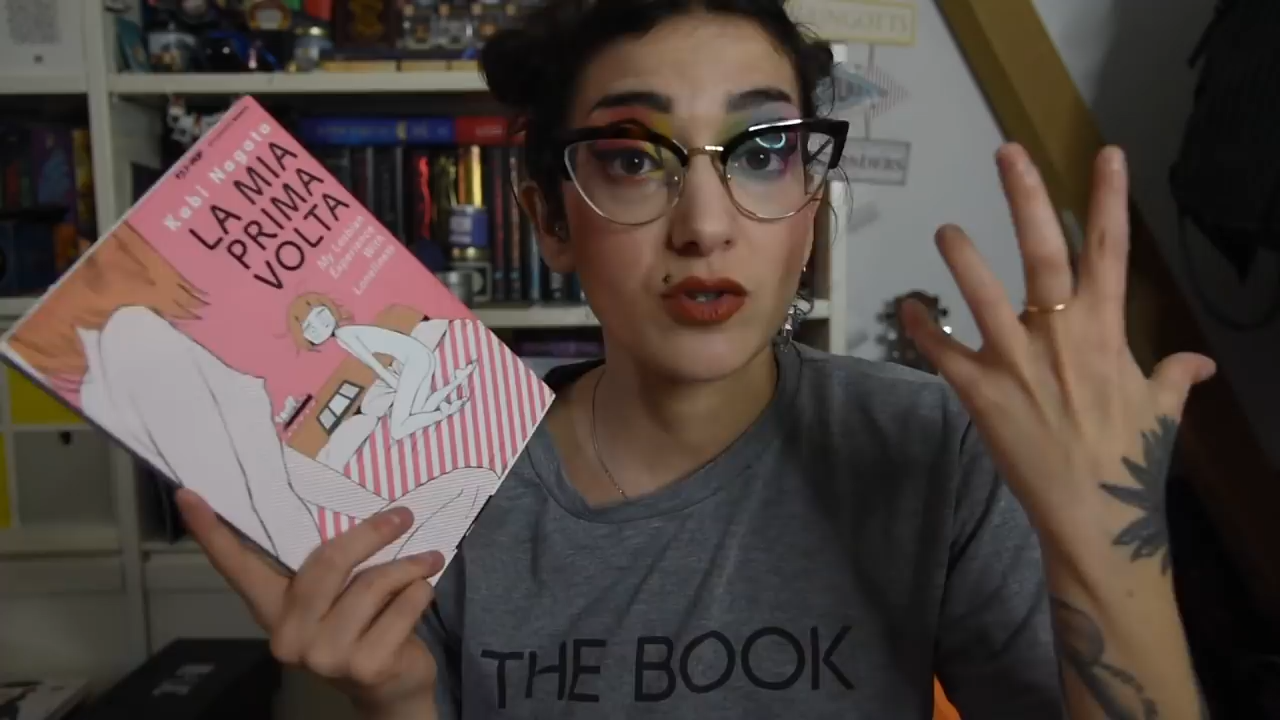 Kabi Nagata
LA MIA
PRIMA
VOLTA
My Lesbian
Experience
With
Loneliness
THE BOOK